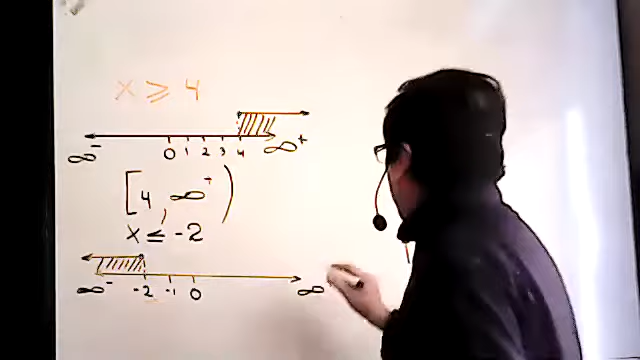 x ≥ 4
∞⁻ 0 1 2 3 4 ∞⁺
[4, ∞⁺)
x ≤ -2
∞⁻ -2 -1 0 ∞